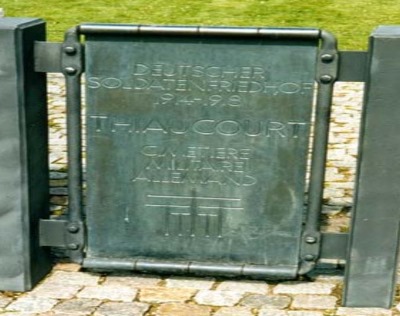 DEUTSCHER
SOLDATENFRIEDHOF
1914-1918
THIAUCOURT
CIMETIERE
MILITAIRE
ALLEMAND